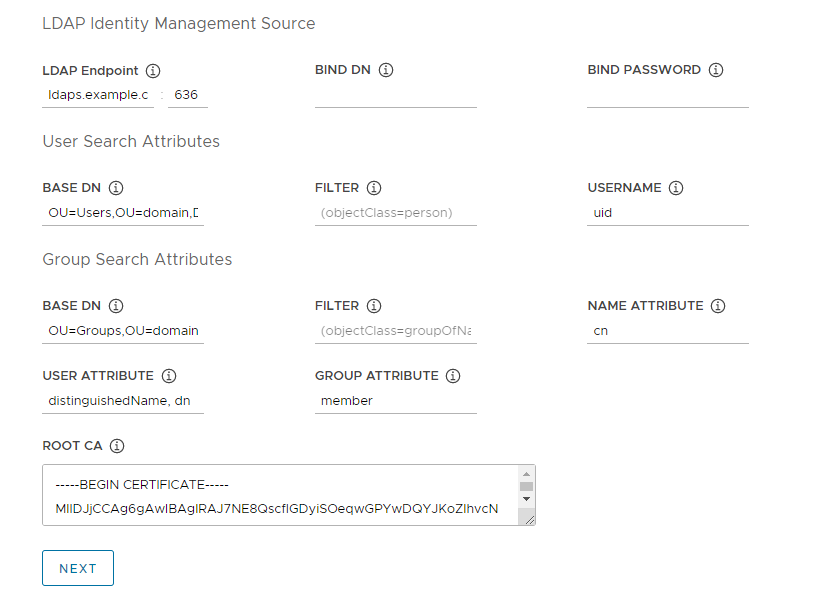 LDAP Identity Management Source
LDAP Endpoint BIND DN BIND PASSWORD
ldaps.example.c : 636
User Search Attributes
BASE DN FILTER USERNAME
OU=Users,OU=domain,D (objectClass=person) uid
Group Search Attributes
BASE DN FILTER NAME ATTRIBUTE
OU=Groups,OU=domain (objectClass=groupOfNa cn
USER ATTRIBUTE GROUP ATTRIBUTE
distinguishedName, dn member
ROOT CA
-----BEGIN CERTIFICATE-----
MIIDJjCCAg6gAwIBAgIRAJ7NE8QscfIGDyiSOeqwGPYwDQYJKoZIhvcN
NEXT